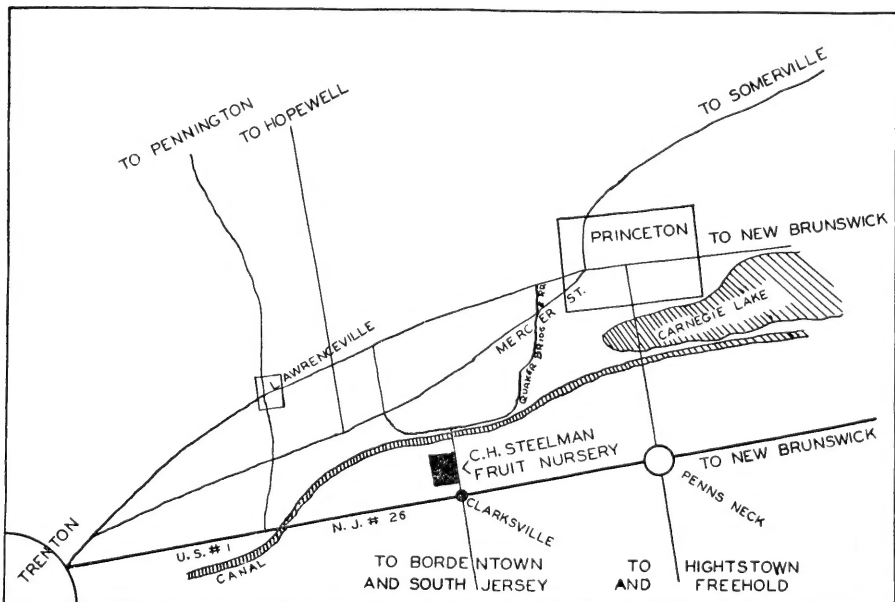 TO SOMERVILLE
TO PENNINGTON
TO HOPEWELL
PRINCETON
TO NEW BRUNSWICK
CARNEGIE LAKE
MERCER ST.
QUAKER BRIDGE RD.
LAWRENCEVILLE
C.H. STEELMAN
FRUIT NURSERY
TO NEW BRUNSWICK
PENNS NECK
CLARKSVILLE
TRENTON
U.S. # 1
N.J. # 26
CANAL
TO BORDENTOWN
AND SOUTH JERSEY
TO HIGHTSTOWN
AND FREEHOLD